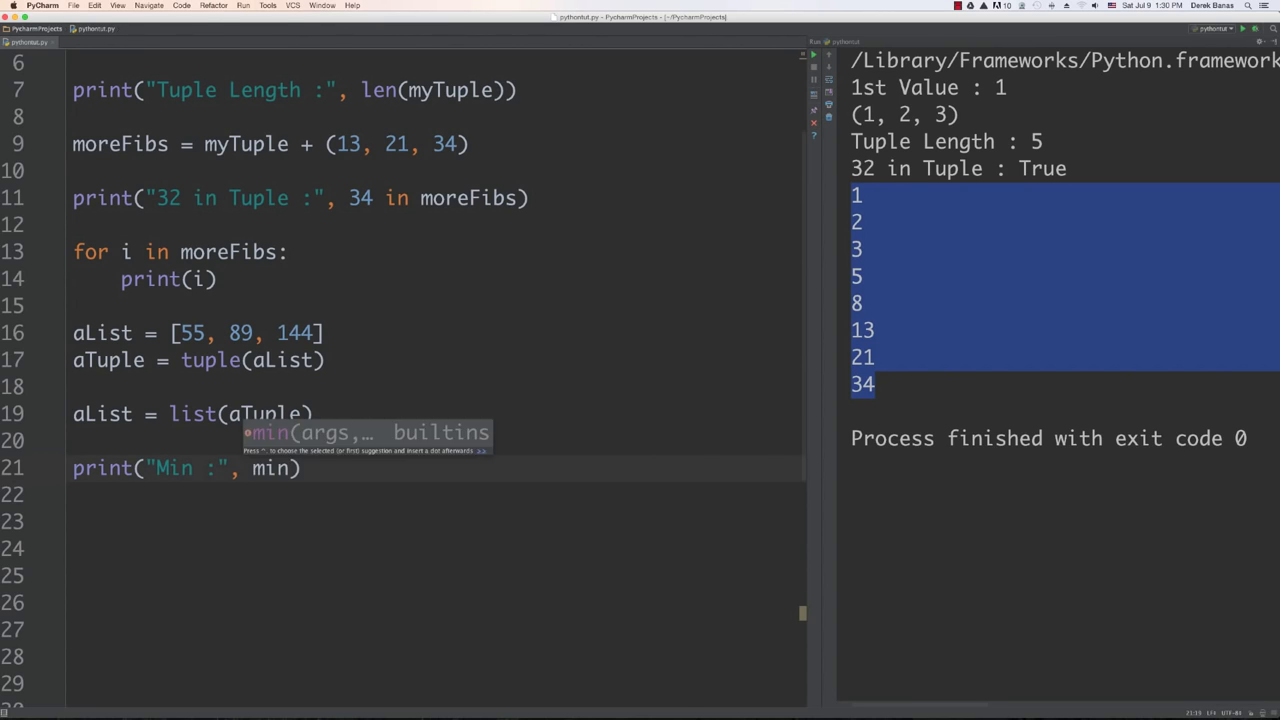 PyCharm File Edit View Navigate Code Refactor Run Tools VCS Window Help
10
Sat Jul 9 1:30 PM Derek Banas
pythontut.py - PycharmProjects - [~/PycharmProjects]
PycharmProjects pythontut.py
pythontut
pythontut.py
Run pythontut
6
7 print("Tuple Length :", len(myTuple))
8
9 moreFibs = myTuple + (13, 21, 34)
10
11 print("32 in Tuple :", 34 in moreFibs)
12
13 for i in moreFibs:
14 print(i)
15
16 aList = [55, 89, 144]
17 aTuple = tuple(aList)
18
19 aList = list(aTuple)
min(args,… builtins
Press ^. to choose the selected (or first) suggestion and insert a dot afterwards >>
20
21 print("Min :", min)
22
23
24
25
26
27
28
29
/Library/Frameworks/Python.framework
1st Value : 1
(1, 2, 3)
Tuple Length : 5
32 in Tuple : True
1
2
3
5
8
13
21
34
Process finished with exit code 0
21:19 LF÷ UTF-8÷